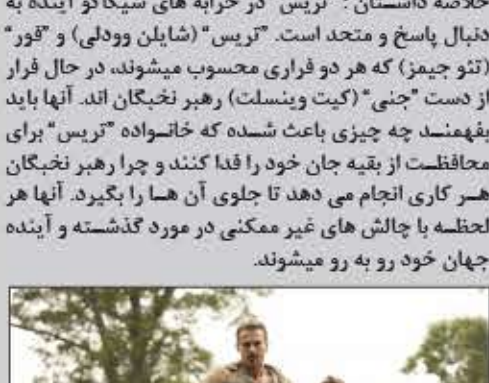 خلاصه داستان : "تریس" در خرابه های شیکاگو آینده به
دنبال پاسخ و متحد است. "تریس" (شایلن وودلی) و "فور"
(تئو جیمز) که هر دو فراری محسوب میشوند، در حال فرار
از دست "جنی" (کیت وینسلت) رهبر نخبگان اند. آنها باید
بفهمند چه چیزی باعث شده که خانواده "تریس" برای
محافظت از بقیه جان خود را فدا کنند و چرا رهبر نخبگان
هر کاری انجام می دهد تا جلوی آن ها را بگیرد. آنها هر
لحظه با چالش های غیر ممکنی در مورد گذشته و آینده
جهان خود رو به رو میشوند.